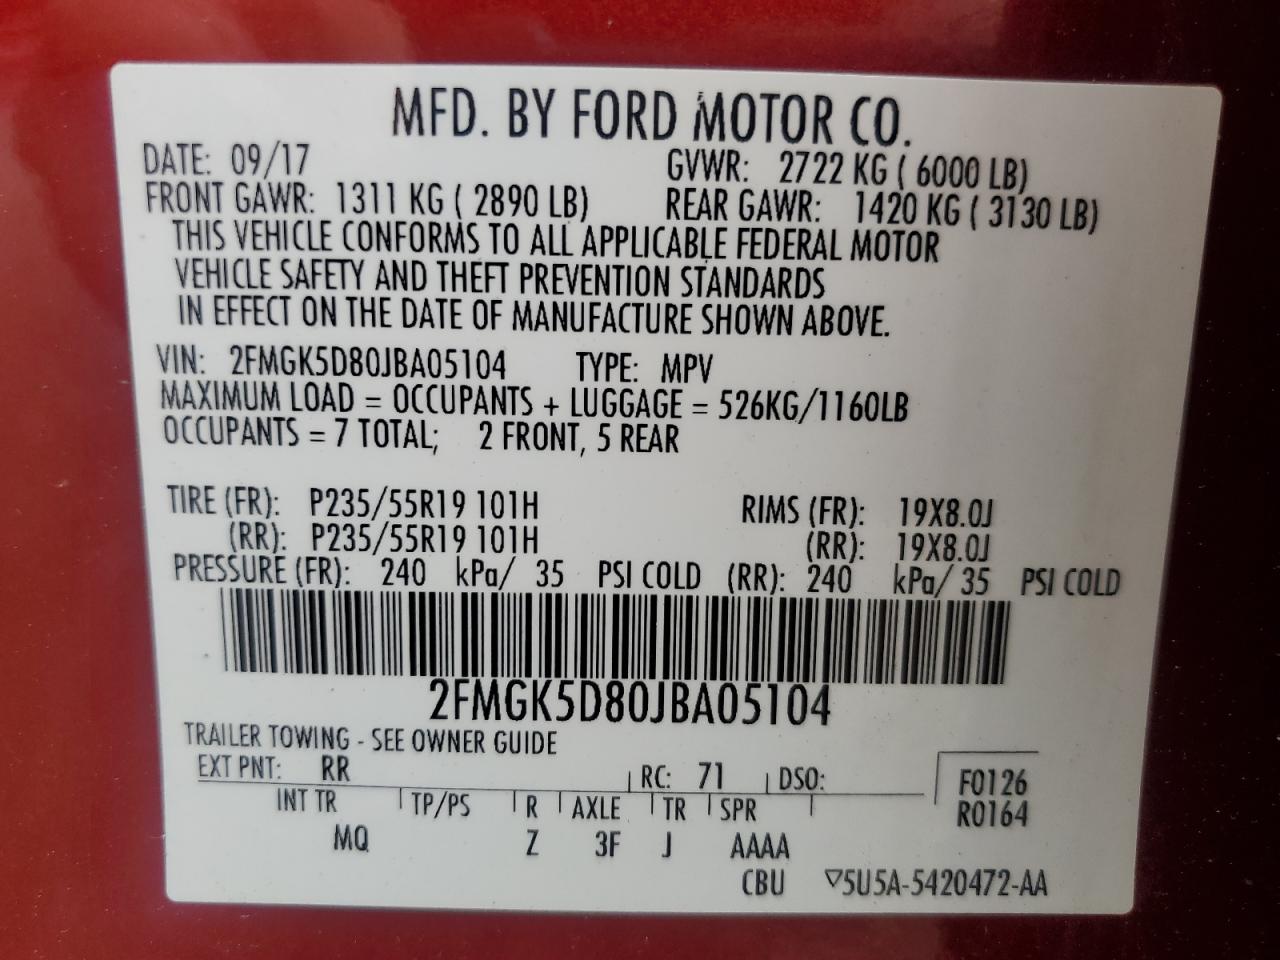 MFD. BY FORD MOTOR CO.
DATE: 09/17 GVWR: 2722 KG ( 6000 LB)
FRONT GAWR: 1311 KG ( 2890 LB) REAR GAWR: 1420 KG ( 3130 LB)
THIS VEHICLE CONFORMS TO ALL APPLICABLE FEDERAL MOTOR
VEHICLE SAFETY AND THEFT PREVENTION STANDARDS
IN EFFECT ON THE DATE OF MANUFACTURE SHOWN ABOVE.
VIN: 2FMGK5D80JBA05104 TYPE: MPV
MAXIMUM LOAD = OCCUPANTS + LUGGAGE = 526KG/1160LB
OCCUPANTS = 7 TOTAL; 2 FRONT, 5 REAR
TIRE (FR): P235/55R19 101H RIMS (FR): 19X8.0J
(RR): P235/55R19 101H (RR): 19X8.0J
PRESSURE (FR): 240 kPa/ 35 PSI COLD (RR): 240 kPa/ 35 PSI COLD
2FMGK5D80JBA05104
TRAILER TOWING - SEE OWNER GUIDE
EXT PNT: RR RC: 71 DSO: F0126
INT TR TP/PS R AXLE TR SPR R0164
MQ Z 3F J AAAA
CBU ▽5U5A-5420472-AA